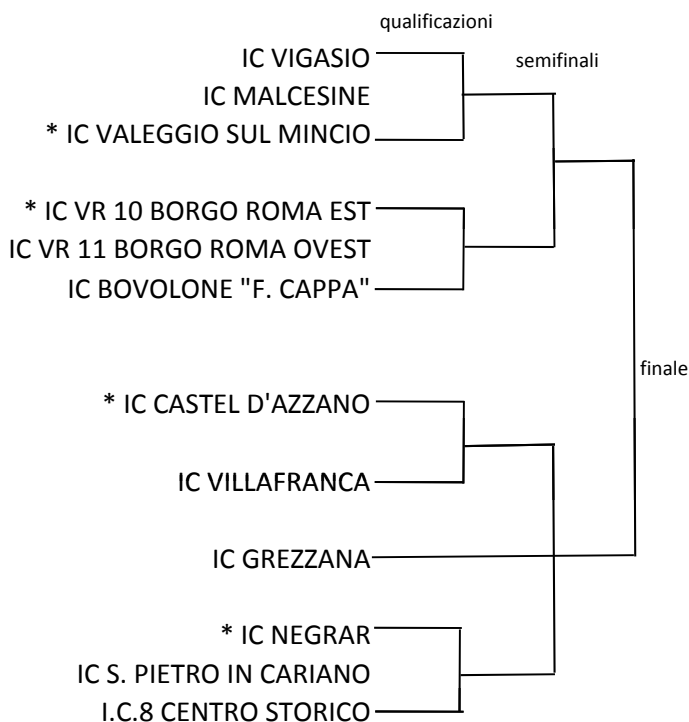 qualificazioni
IC VIGASIO
semifinali
IC MALCESINE
* IC VALEGGIO SUL MINCIO
* IC VR 10 BORGO ROMA EST
IC VR 11 BORGO ROMA OVEST
IC BOVOLONE "F. CAPPA"
finale
* IC CASTEL D'AZZANO
IC VILLAFRANCA
IC GREZZANA
* IC NEGRAR
IC S. PIETRO IN CARIANO
I.C.8 CENTRO STORICO